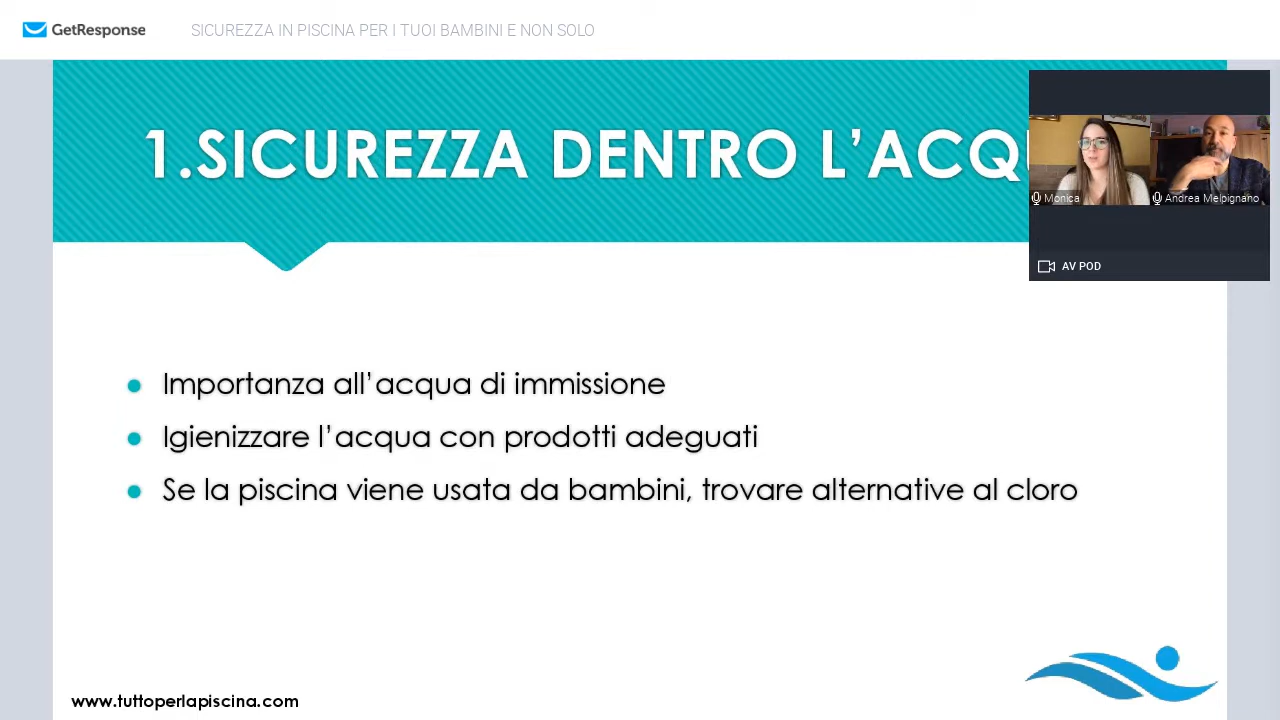 GetResponse
SICUREZZA IN PISCINA PER I TUOI BAMBINI E NON SOLO
1.SICUREZZA DENTRO L’ACQU
Monica
Andrea Melpignano
AV POD
Importanza all’acqua di immissione
Igienizzare l’acqua con prodotti adeguati
Se la piscina viene usata da bambini, trovare alternative al cloro
www.tuttoperlapiscina.com